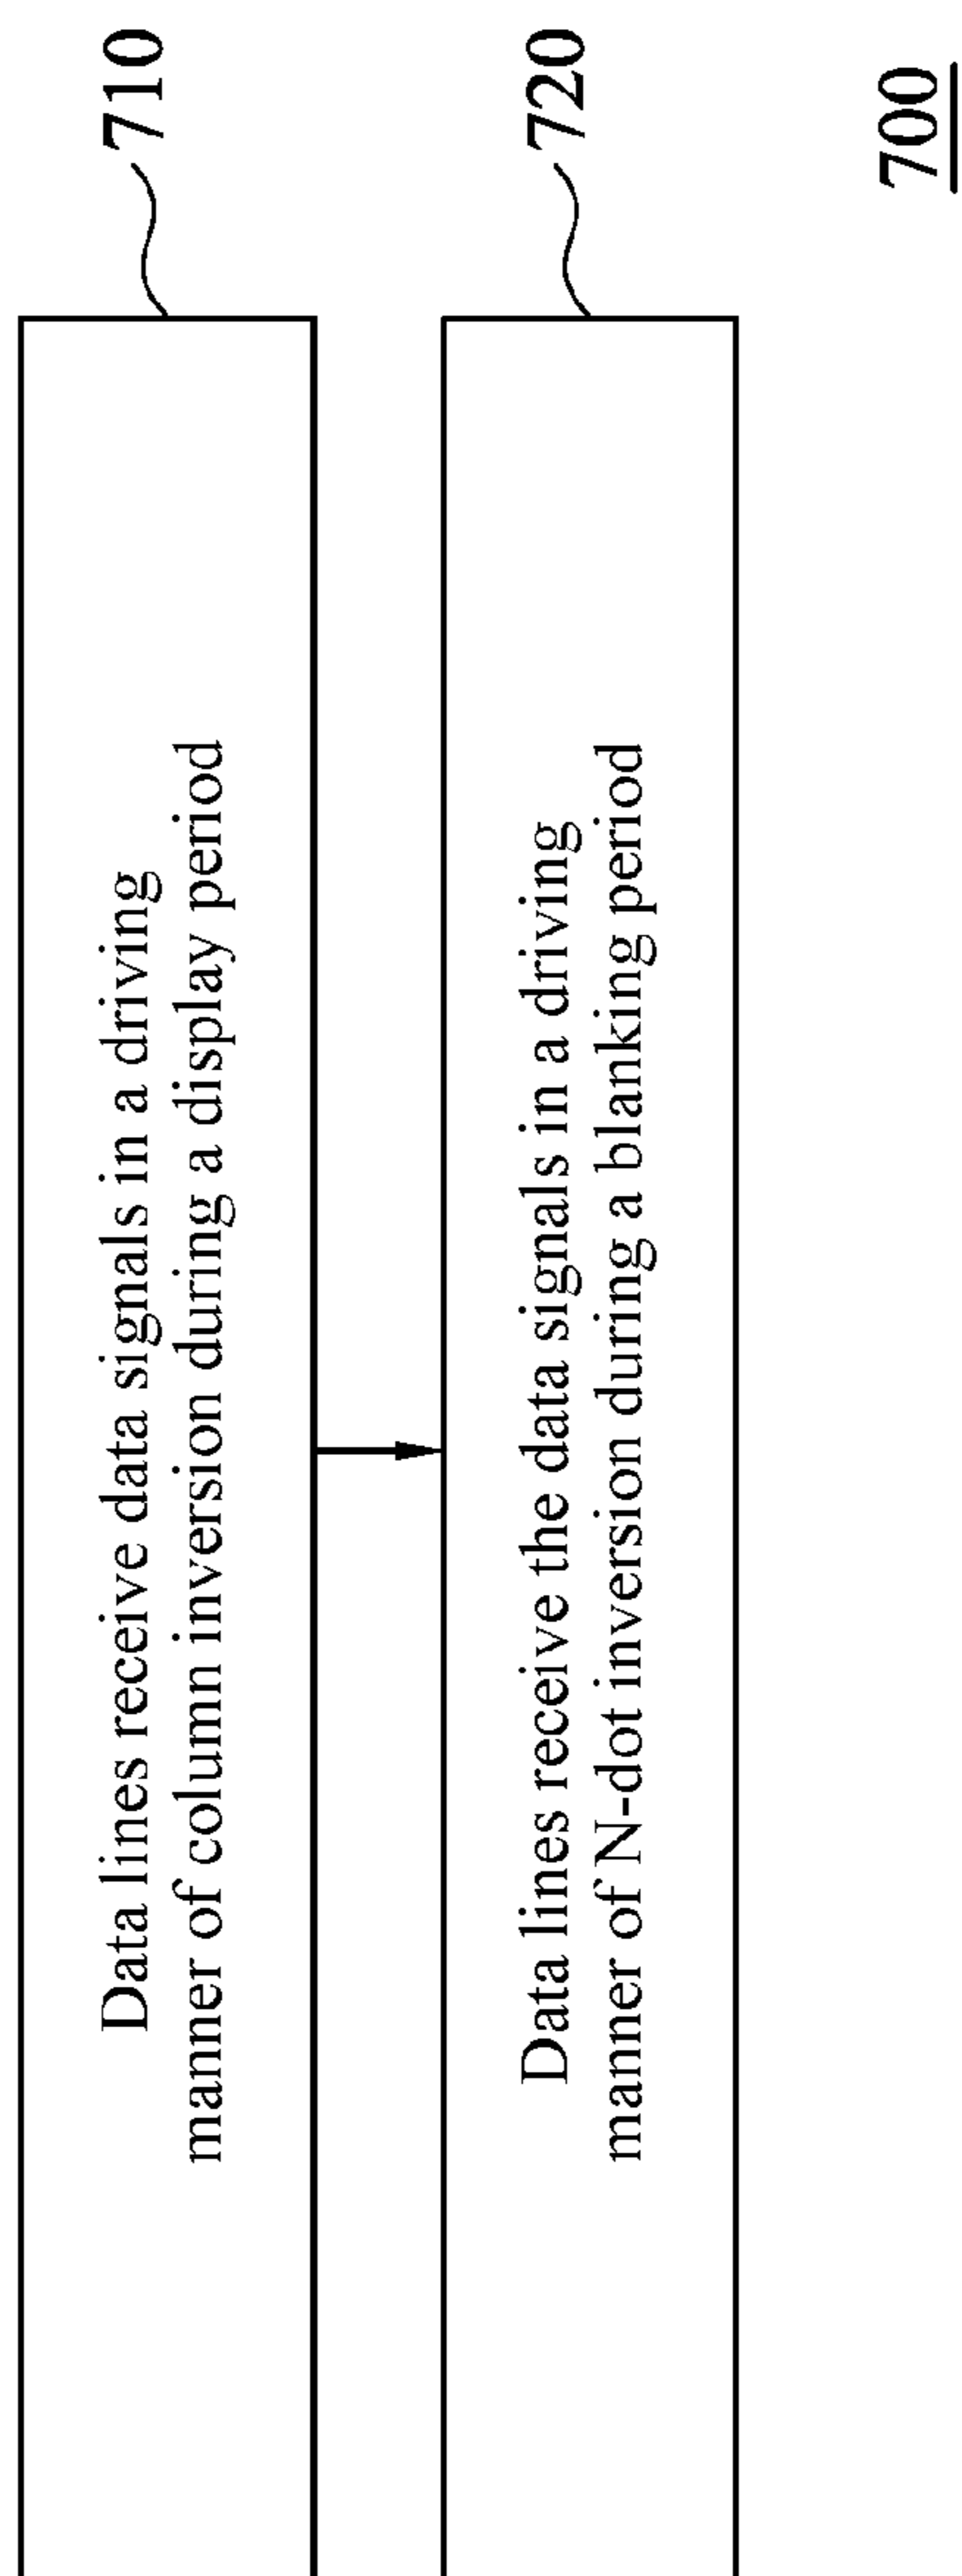 Data lines receive data signals in a driving
manner of column inversion during a display period
710
Data lines receive the data signals in a driving
manner of N-dot inversion during a blanking period
720
700